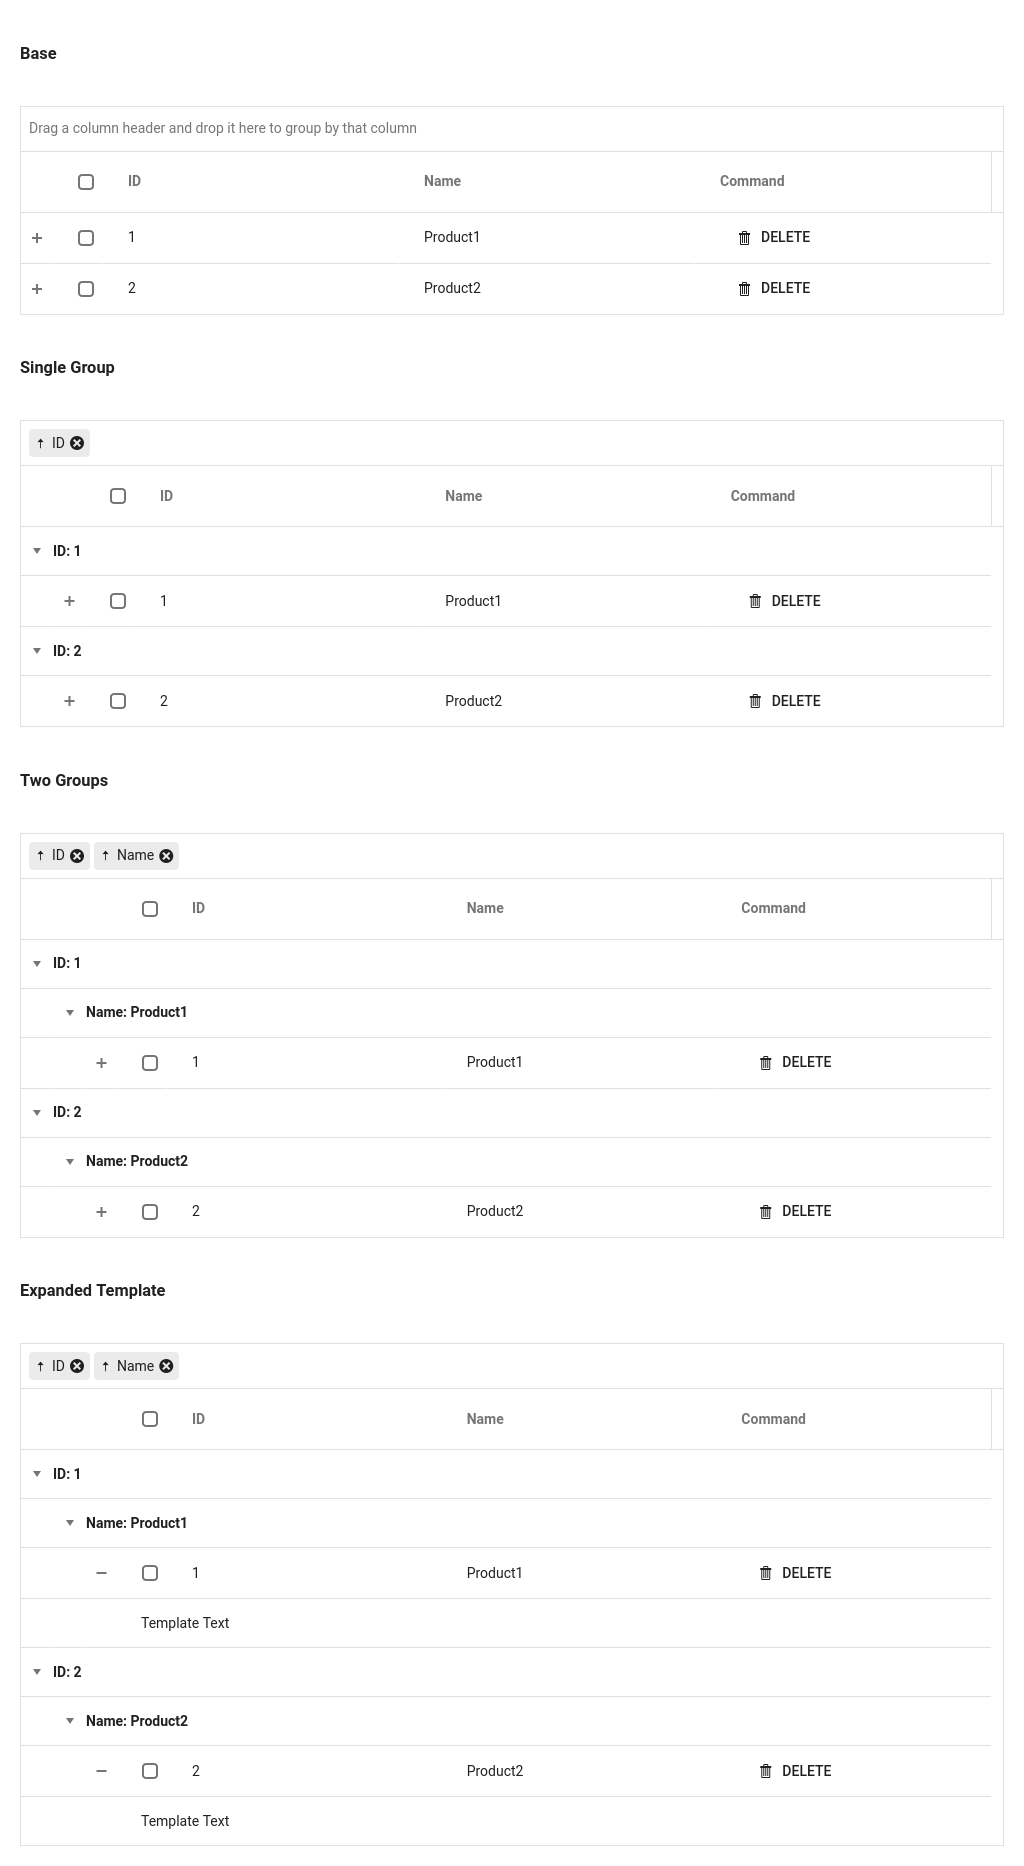 Base
Drag a column header and drop it here to group by that column
ID Name Command
1 Product1 DELETE
2 Product2 DELETE
Single Group
ID
ID Name Command
ID: 1
1 Product1 DELETE
ID: 2
2 Product2 DELETE
Two Groups
ID Name
ID Name Command
ID: 1
Name: Product1
1 Product1 DELETE
ID: 2
Name: Product2
2 Product2 DELETE
Expanded Template
ID Name
ID Name Command
ID: 1
Name: Product1
1 Product1 DELETE
Template Text
ID: 2
Name: Product2
2 Product2 DELETE
Template Text